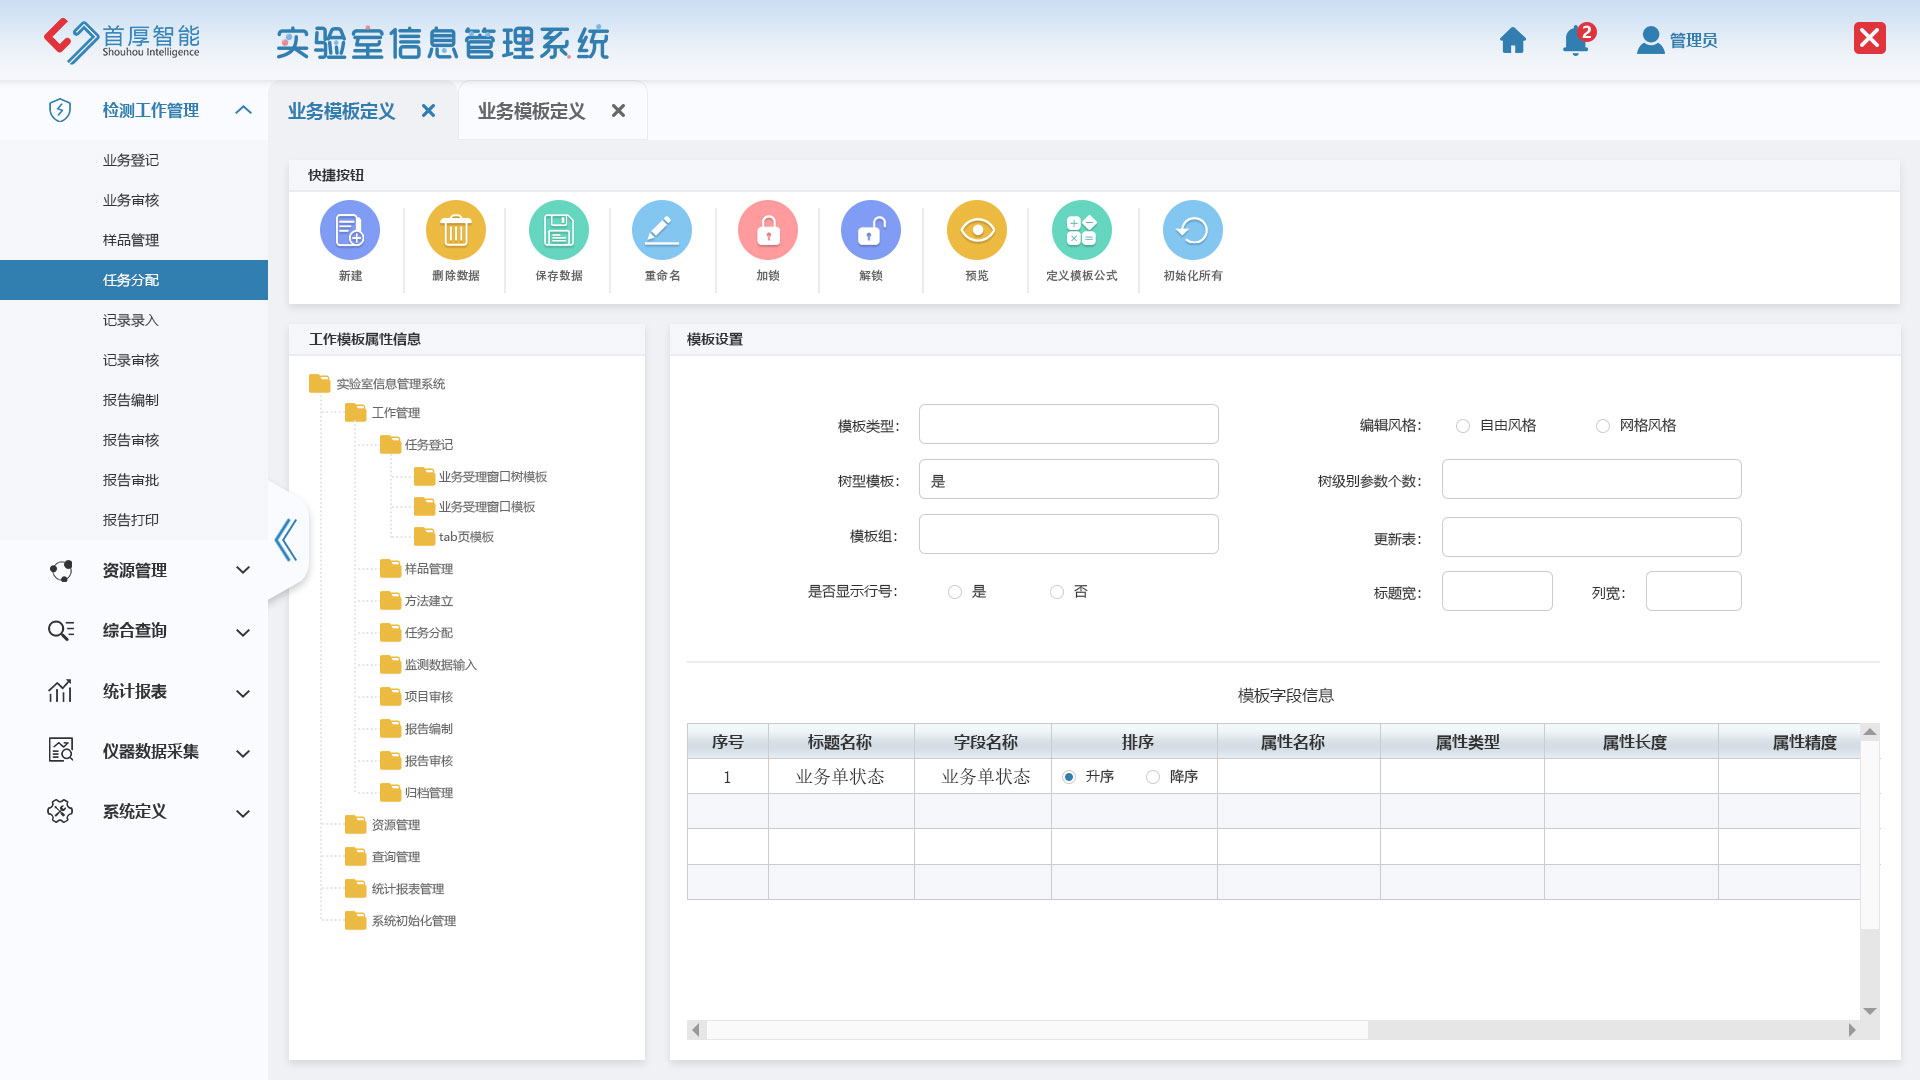 首厚智能
Shouhou Intelligence
实验室信息管理系统
2
管理员
检测工作管理
业务登记
业务审核
样品管理
任务分配
记录录入
记录审核
报告编制
报告审核
报告审批
报告打印
资源管理
综合查询
统计报表
仪器数据采集
系统定义
业务模板定义 业务模板定义
快捷按钮
新建 删除数据 保存数据 重命名 加锁 解锁 预览 定义模板公式 初始化所有
工作模板属性信息
实验室信息管理系统
工作管理
任务登记
业务受理窗口树模板
业务受理窗口模板
tab页模板
样品管理
方法建立
任务分配
监测数据输入
项目审核
报告编制
报告审核
归档管理
资源管理
查询管理
统计报表管理
系统初始化管理
模板设置
模板类型: 编辑风格: 自由风格 网格风格
树型模板: 是 树级别参数个数:
模板组: 更新表:
是否显示行号: 是 否 标题宽: 列宽:
模板字段信息
序号 标题名称 字段名称 排序 属性名称 属性类型 属性长度 属性精度
1 业务单状态 业务单状态 升序 降序